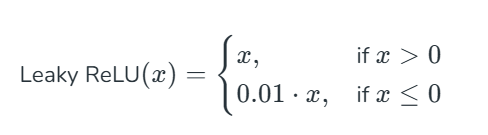 Leaky ReLU(x) = { x, if x > 0
0.01 · x, if x ≤ 0